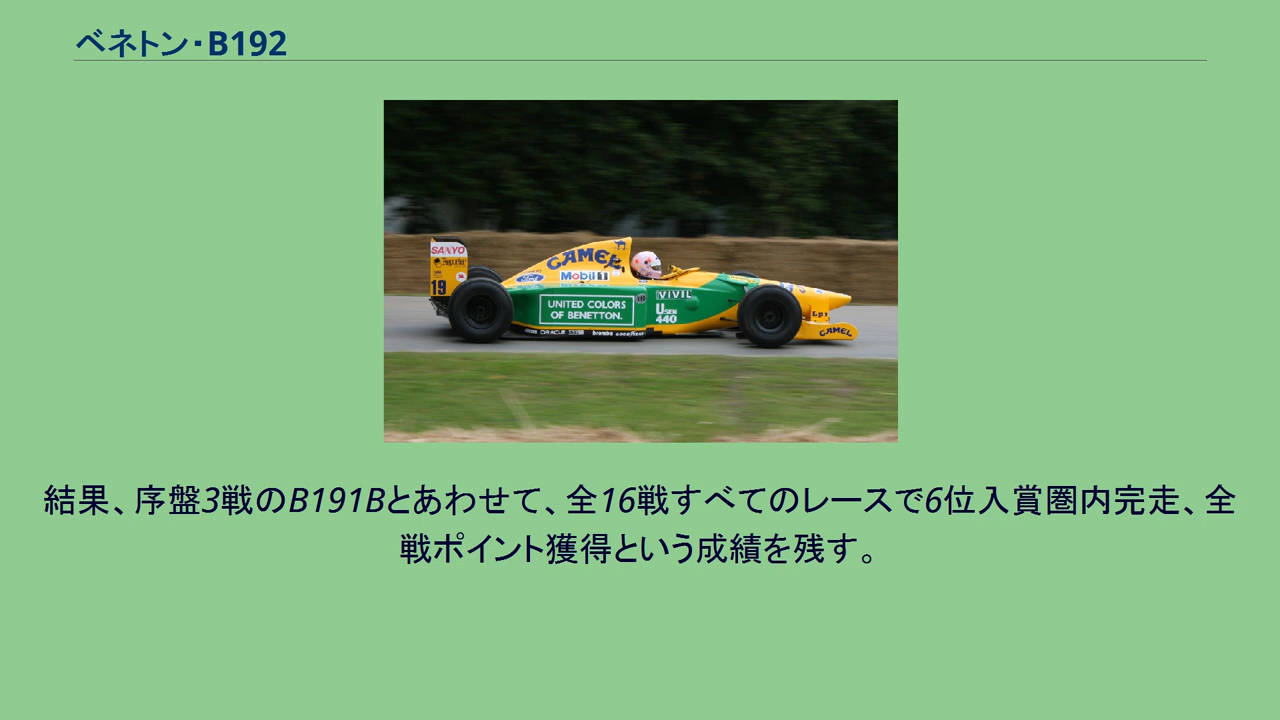 ベネトン・B192
SANYO
19
CAMEL
Ford
Mobil 1
UNITED COLORS
OF BENETTON.
VIVIL
USEN
440
CAMEL
結果、序盤3戦のB191Bとあわせて、全16戦すべてのレースで6位入賞圏内完走、全
戦ポイント獲得という成績を残す。